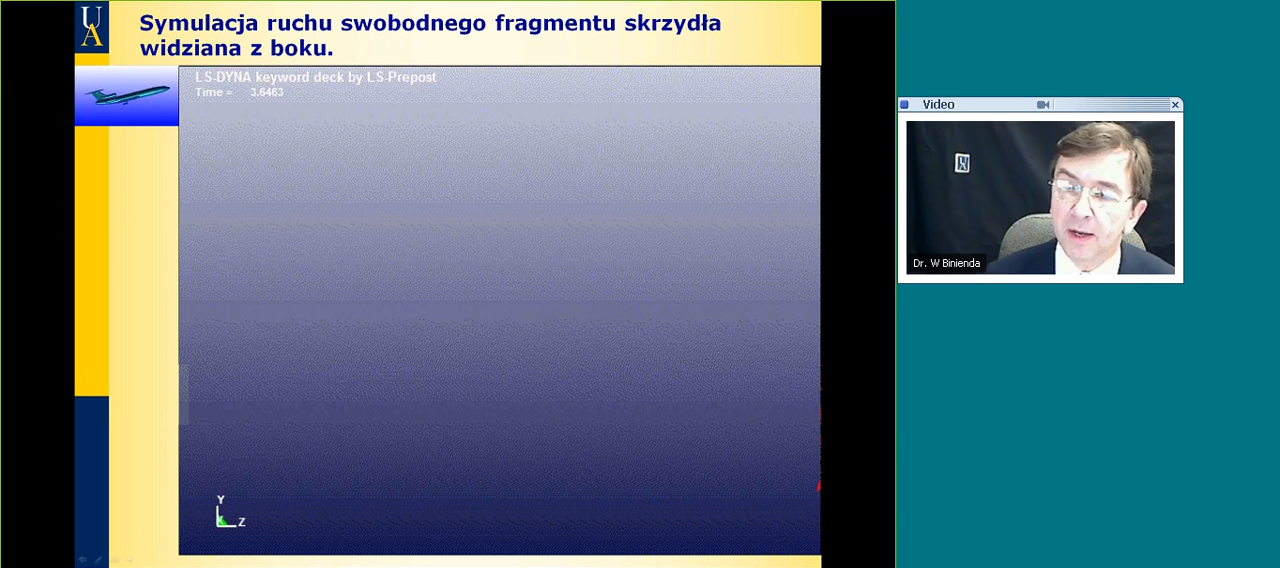 UA
Symulacja ruchu swobodnego fragmentu skrzydła
widziana z boku.
LS-DYNA keyword deck by LS-Prepost
Time = 3.6463
Y
Z
Video
Dr. W Binienda